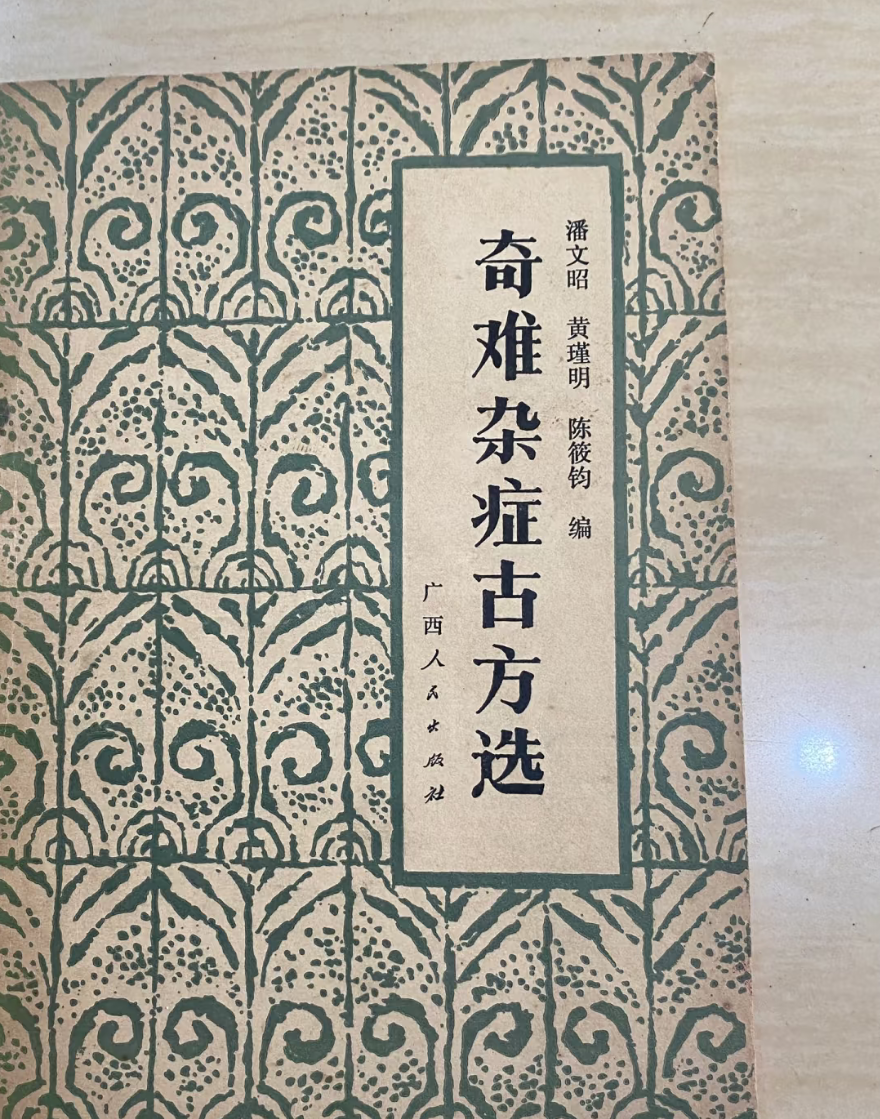 潘文昭 黄瑾明 陈筱钧 编
奇难杂症古方选
广西人民出版社